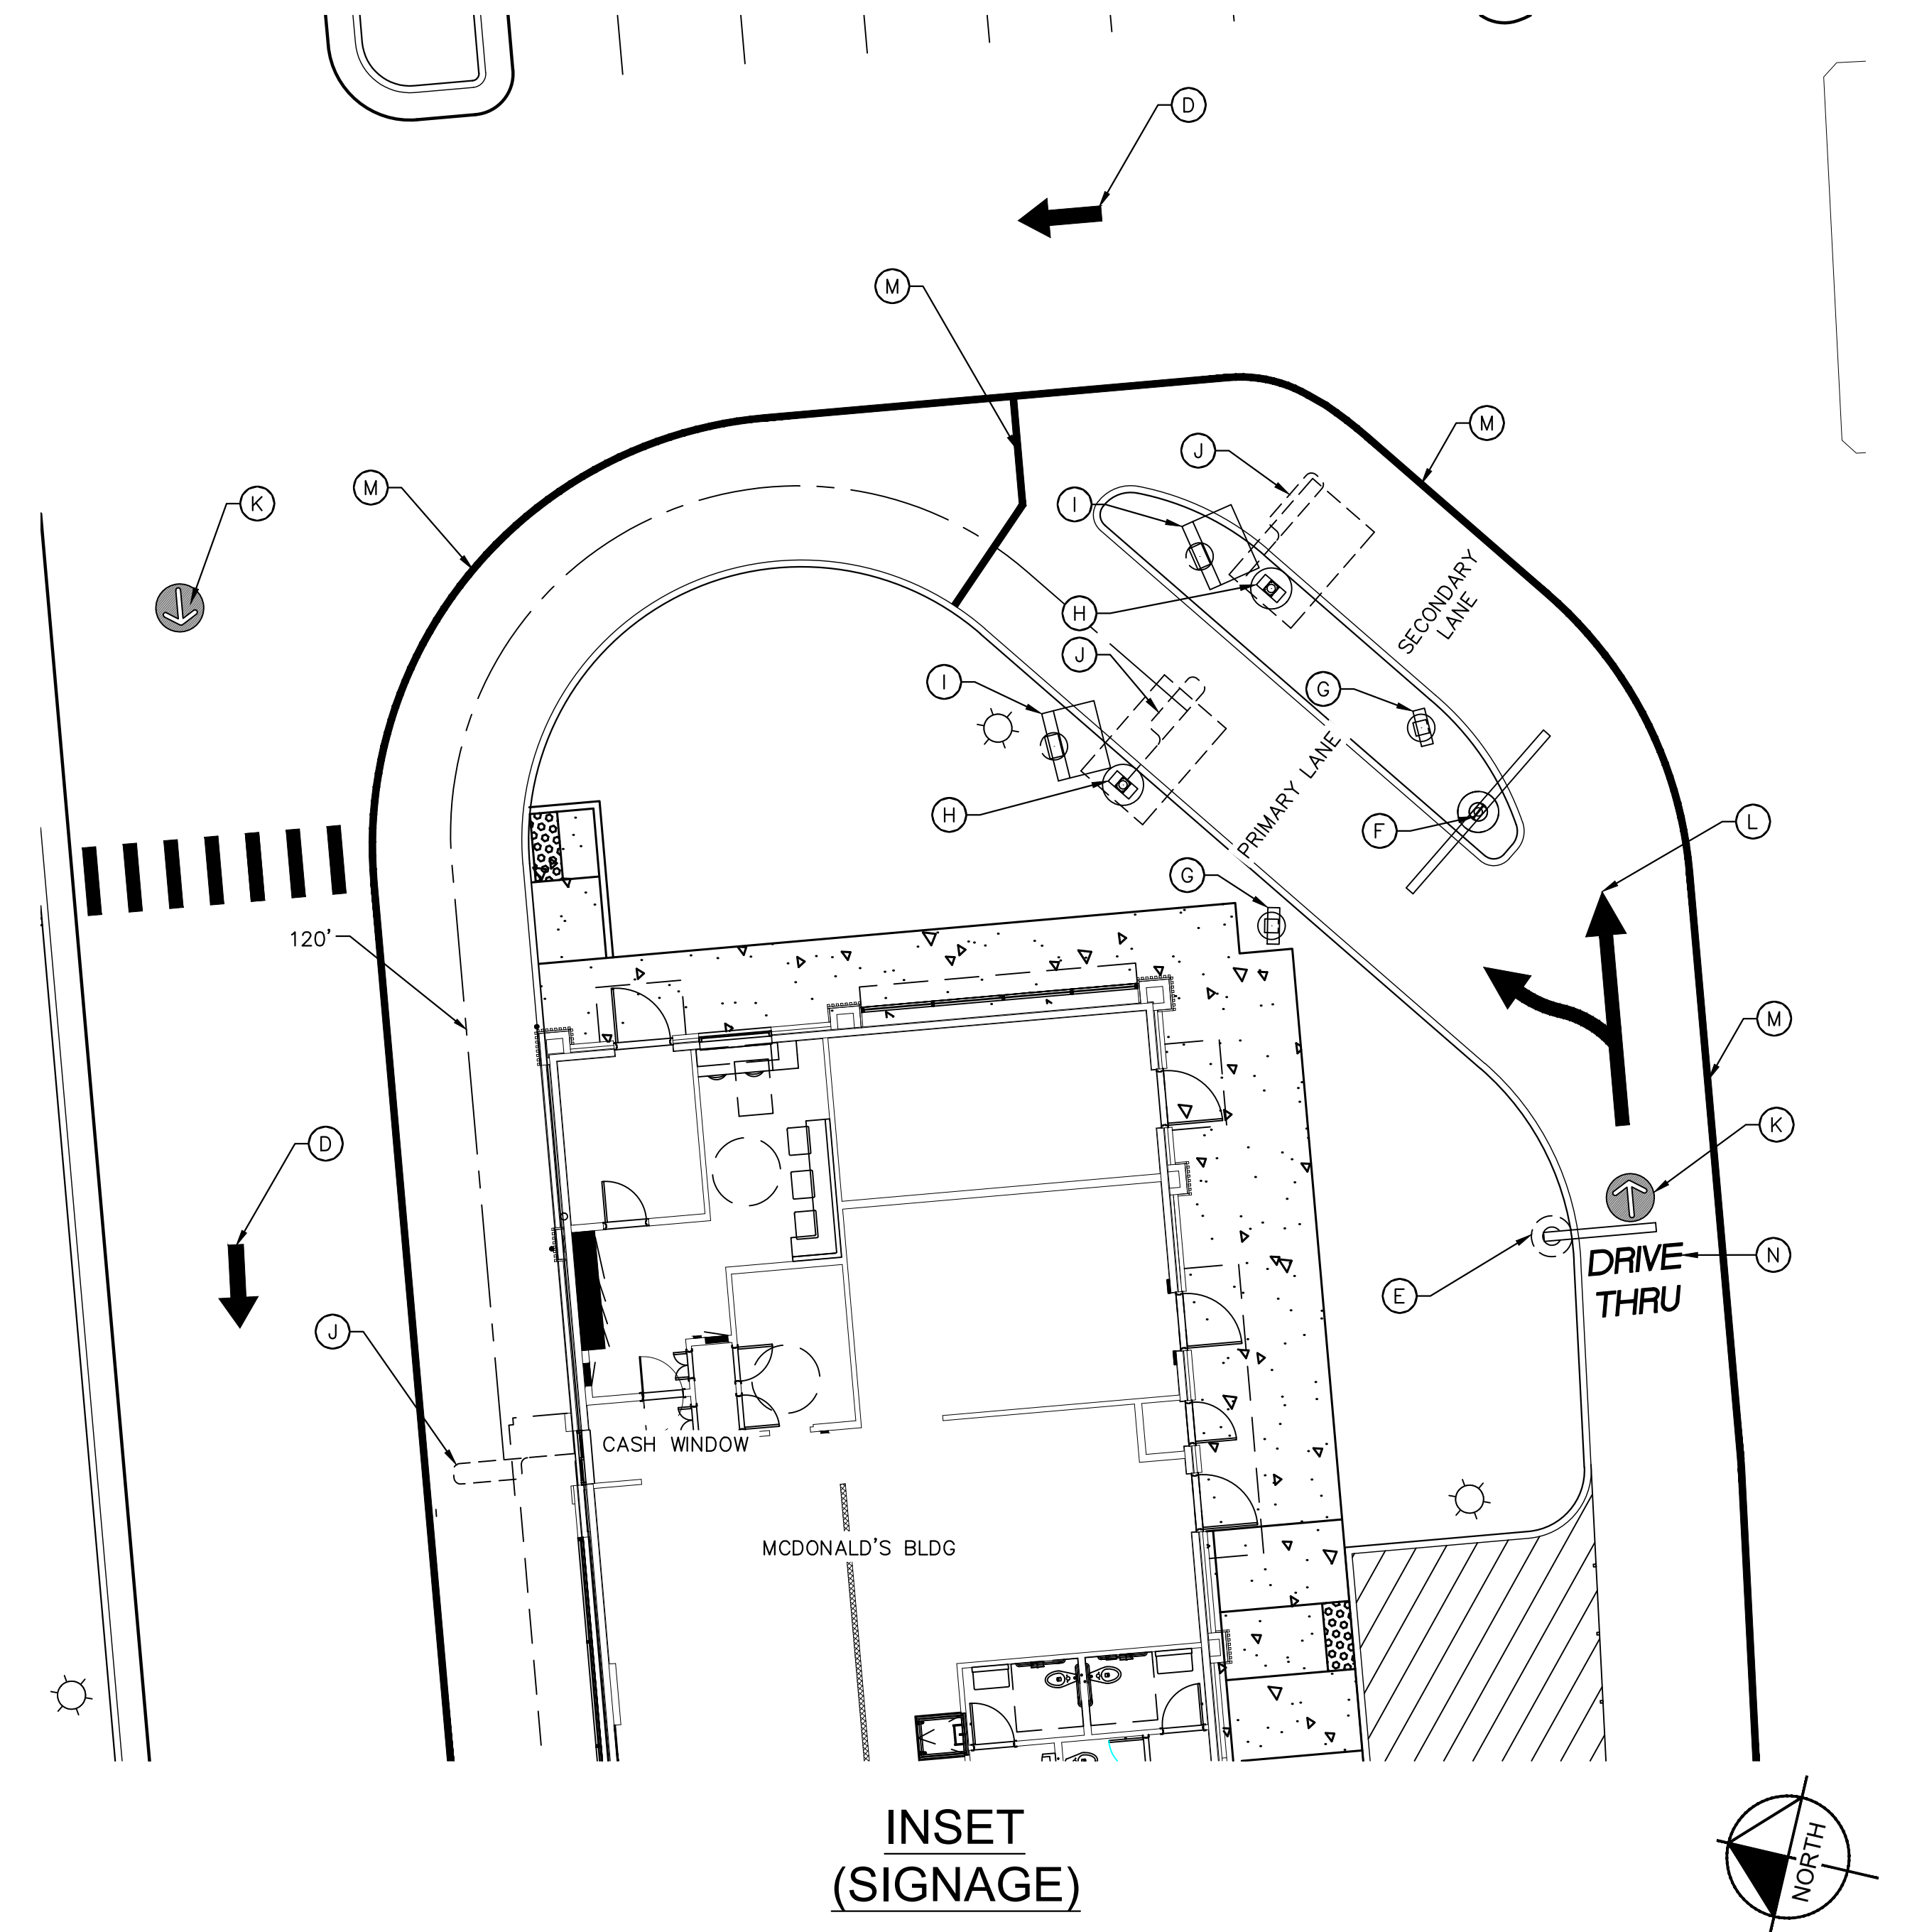 D
M
M
J
K
M
I
H
J
SECONDARY
LANE
I
G
PRIMARY LANE
H
F
L
G
120'
M
D
K
N
DRIVE
THRU
E
J
CASH WINDOW
MCDONALD'S BLDG
INSET
(SIGNAGE)
NORTH